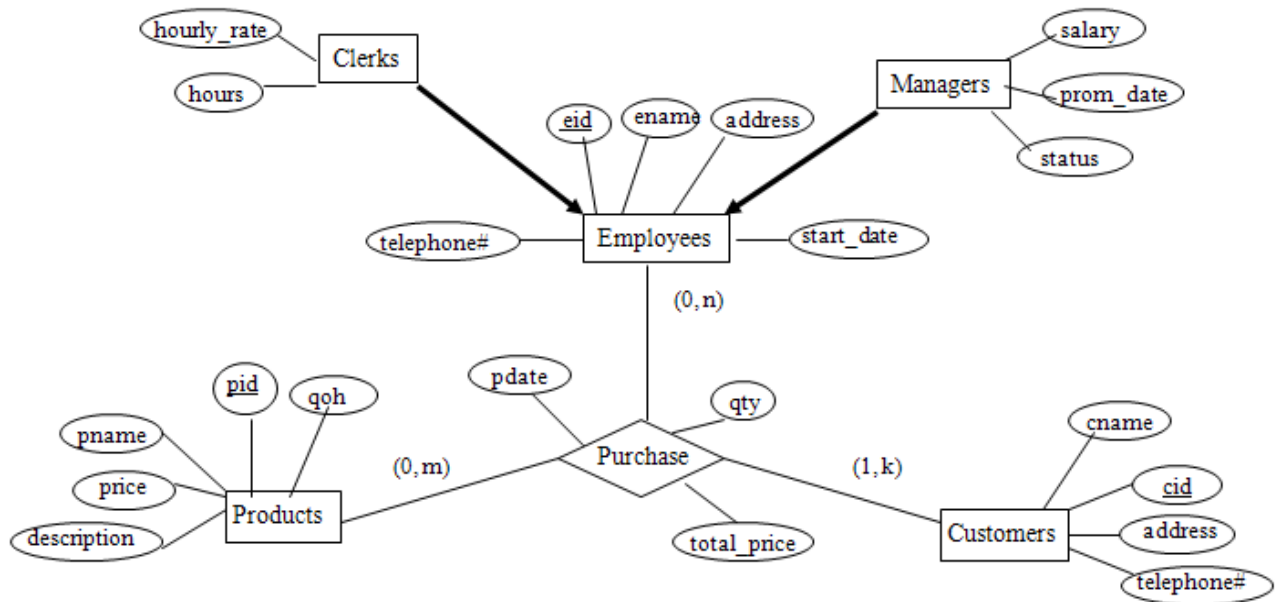 hourly_rate
Clerks
hours
salary
Managers
prom_date
status
eid
ename
address
telephone#
Employees
start_date
(0,n)
pdate
qty
pid
qoh
pname
price
description
Products
(0,m)
Purchase
total_price
(1,k)
cname
cid
Customers
address
telephone#